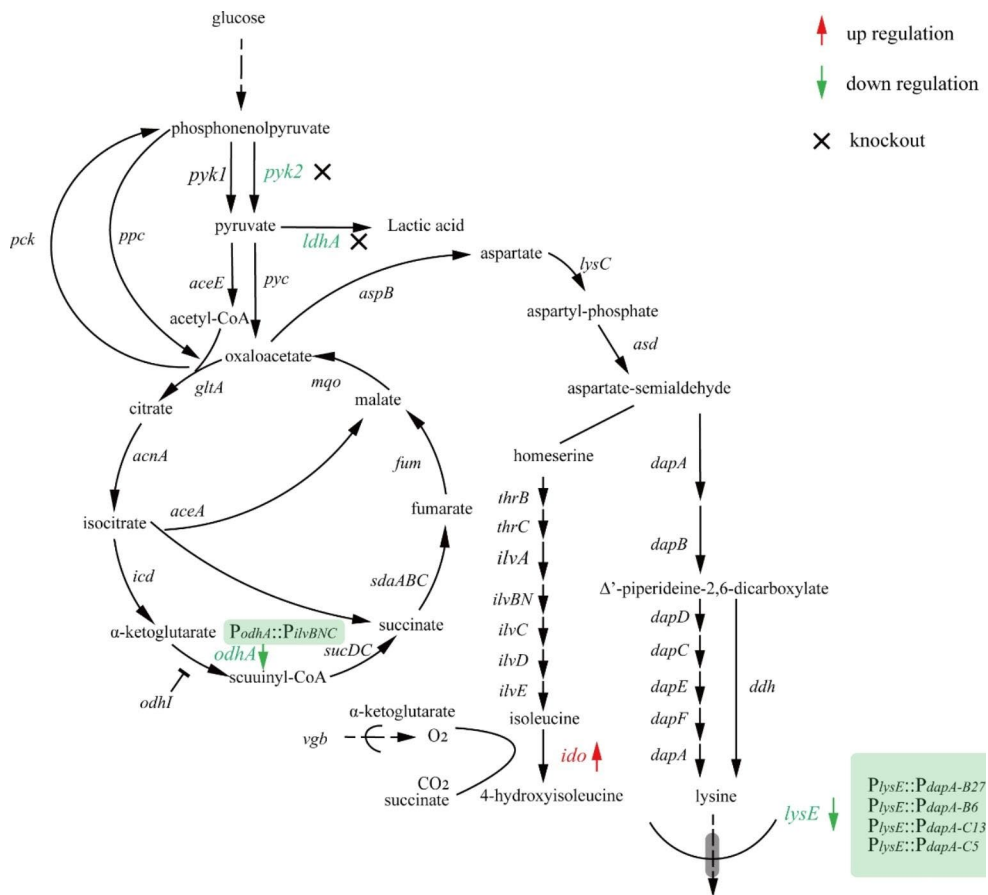 glucose
up regulation
down regulation
knockout
phosphonenolpyruvate
pyk1
pyk2
pck
ppc
pyruvate
Lactic acid
ldhA
aceE
pyc
aspB
aspartate
lysC
acetyl-CoA
aspartyl-phosphate
oxaloacetate
asd
gltA
mqo
aspartate-semialdehyde
citrate
malate
acnA
homeserine
dapA
fum
thrB
isocitrate
aceA
fumarate
thrC
dapB
ilvA
icd
sdaABC
Δ'-piperideine-2,6-dicarboxylate
ilvBN
dapD
α-ketoglutarate
PodhA::PilvBNC
succinate
ilvC
dapC
odhA
sucDC
ilvD
scuuinyl-CoA
dapE
ddh
odhI
ilvE
α-ketoglutarate
isoleucine
dapF
vgb
O2
ido
dapA
CO2
succinate
4-hydroxyisoleucine
lysine
lysE
PlysE::PdapA-B27
PlysE::PdapA-B6
PlysE::PdapA-C13
PlysE::PdapA-C5